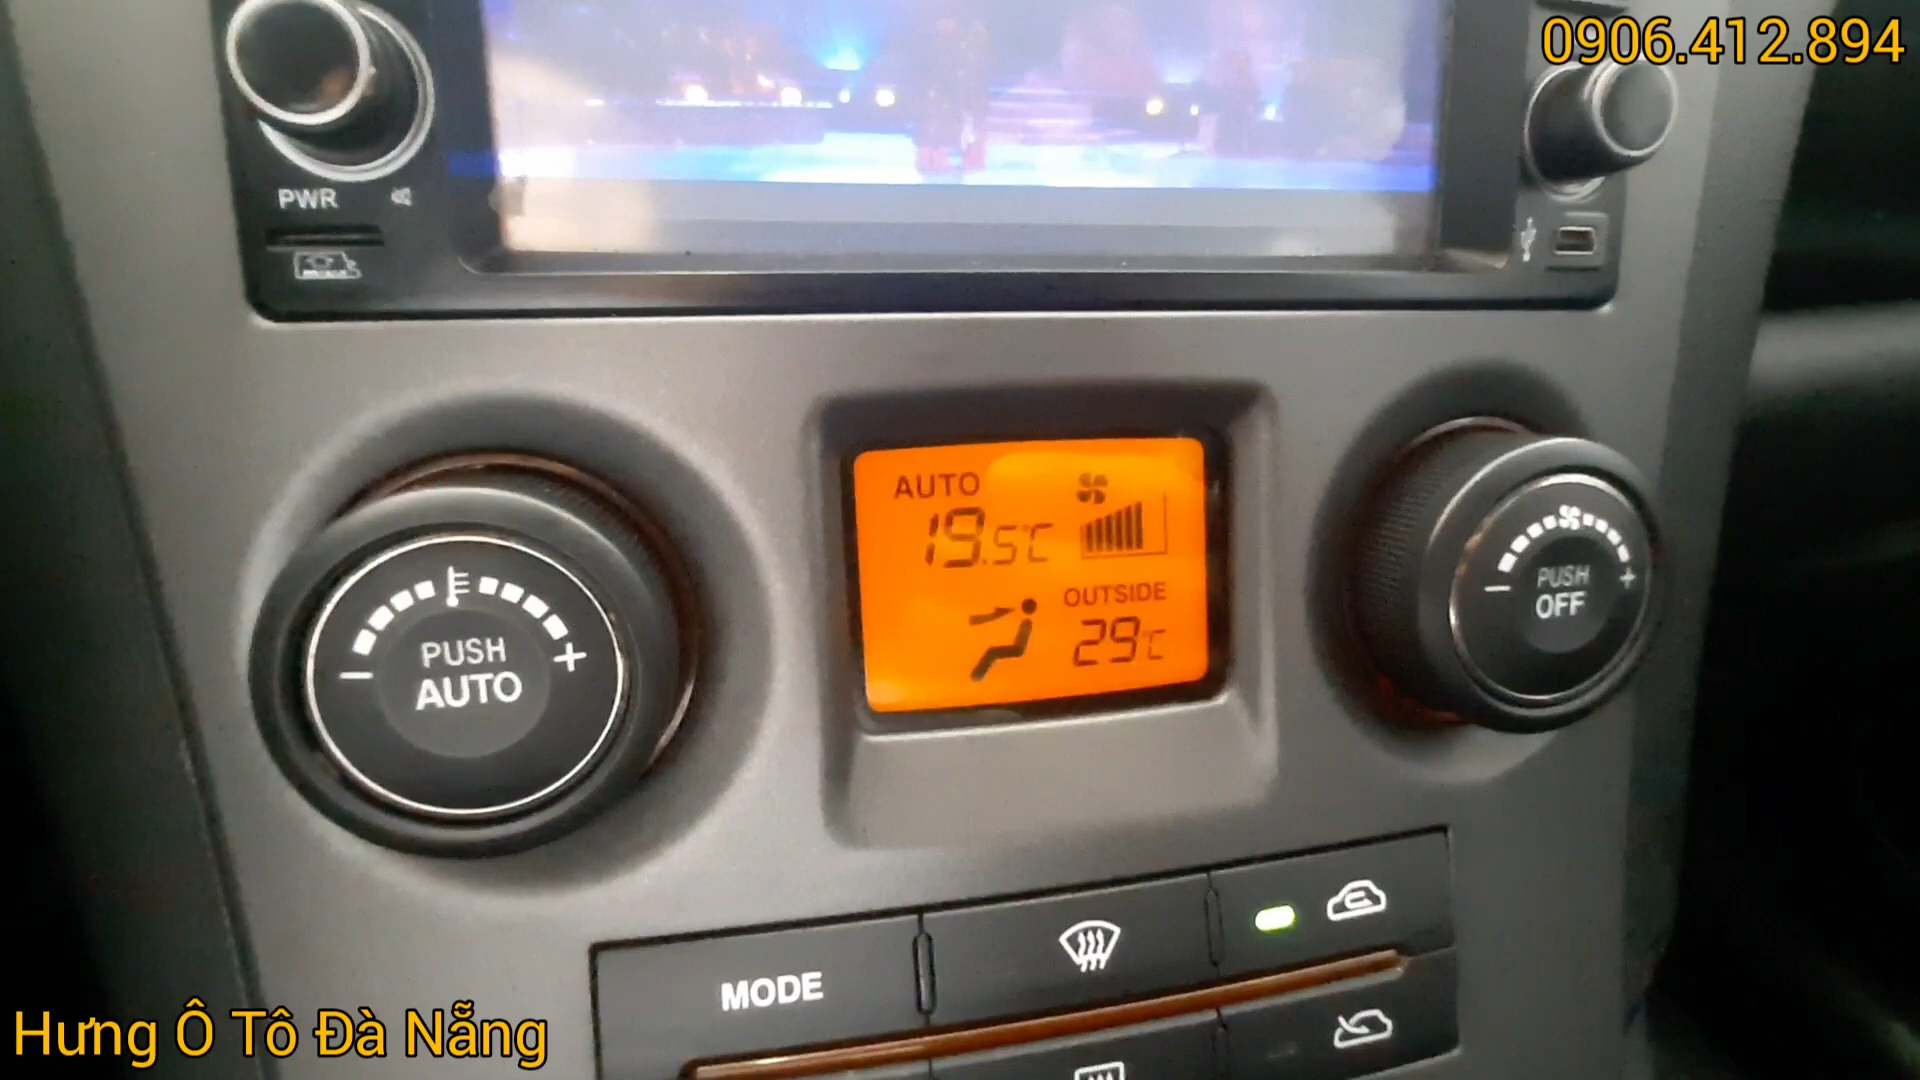 0906.412.894
PWR
AUTO
19.5°C
OUTSIDE
29°C
PUSH
AUTO
PUSH
OFF
MODE
Hưng Ô Tô Đà Nẵng